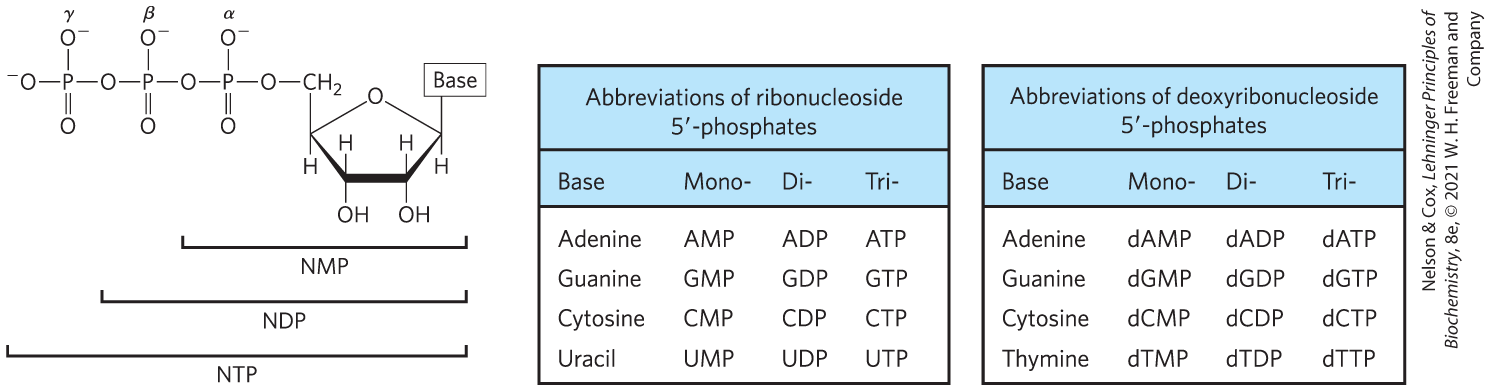 γ β α
O⁻ O⁻ O⁻
⁻O—P—O—P—O—P—O—CH₂ Base
O O O O
H H H H
OH OH
NMP
NDP
NTP
Abbreviations of ribonucleoside
5′-phosphates
Base Mono- Di- Tri-
Adenine AMP ADP ATP
Guanine GMP GDP GTP
Cytosine CMP CDP CTP
Uracil UMP UDP UTP
Abbreviations of deoxyribonucleoside
5′-phosphates
Base Mono- Di- Tri-
Adenine dAMP dADP dATP
Guanine dGMP dGDP dGTP
Cytosine dCMP dCDP dCTP
Thymine dTMP dTDP dTTP
Nelson & Cox, Lehninger Principles of
Biochemistry, 8e, © 2021 W. H. Freeman and
Company